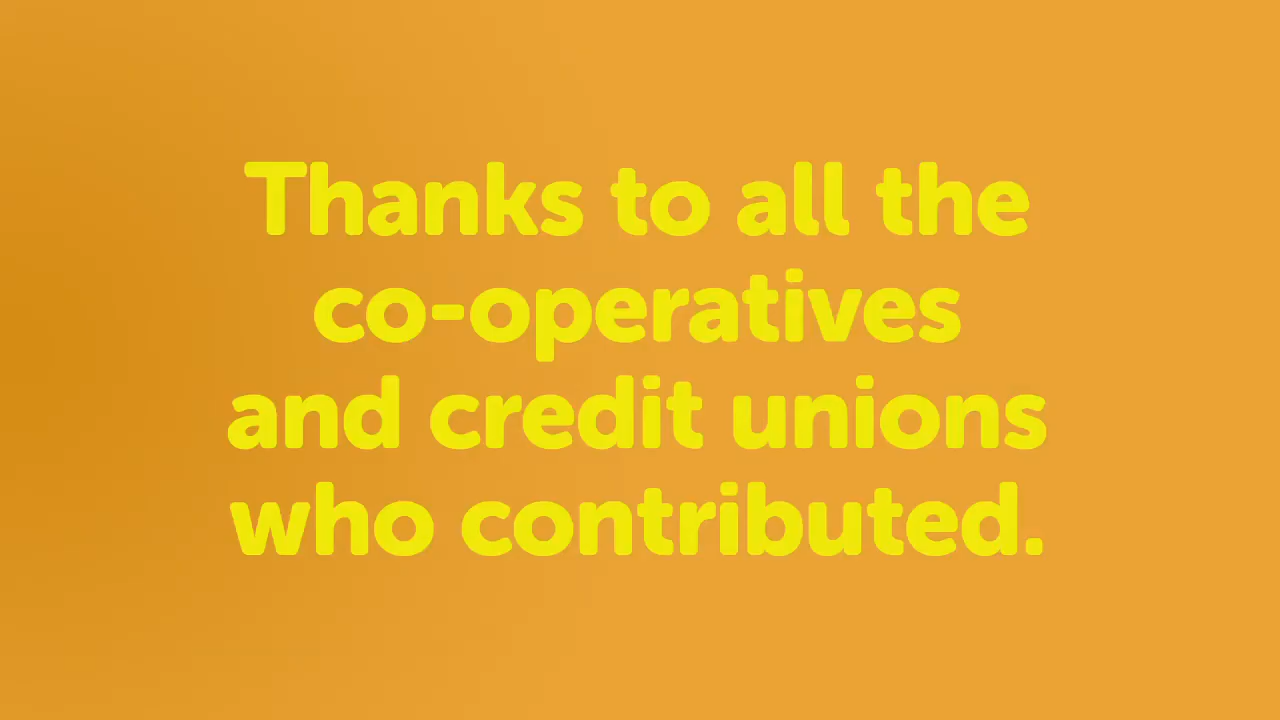 Thanks to all the
co-operatives
and credit unions
who contributed.